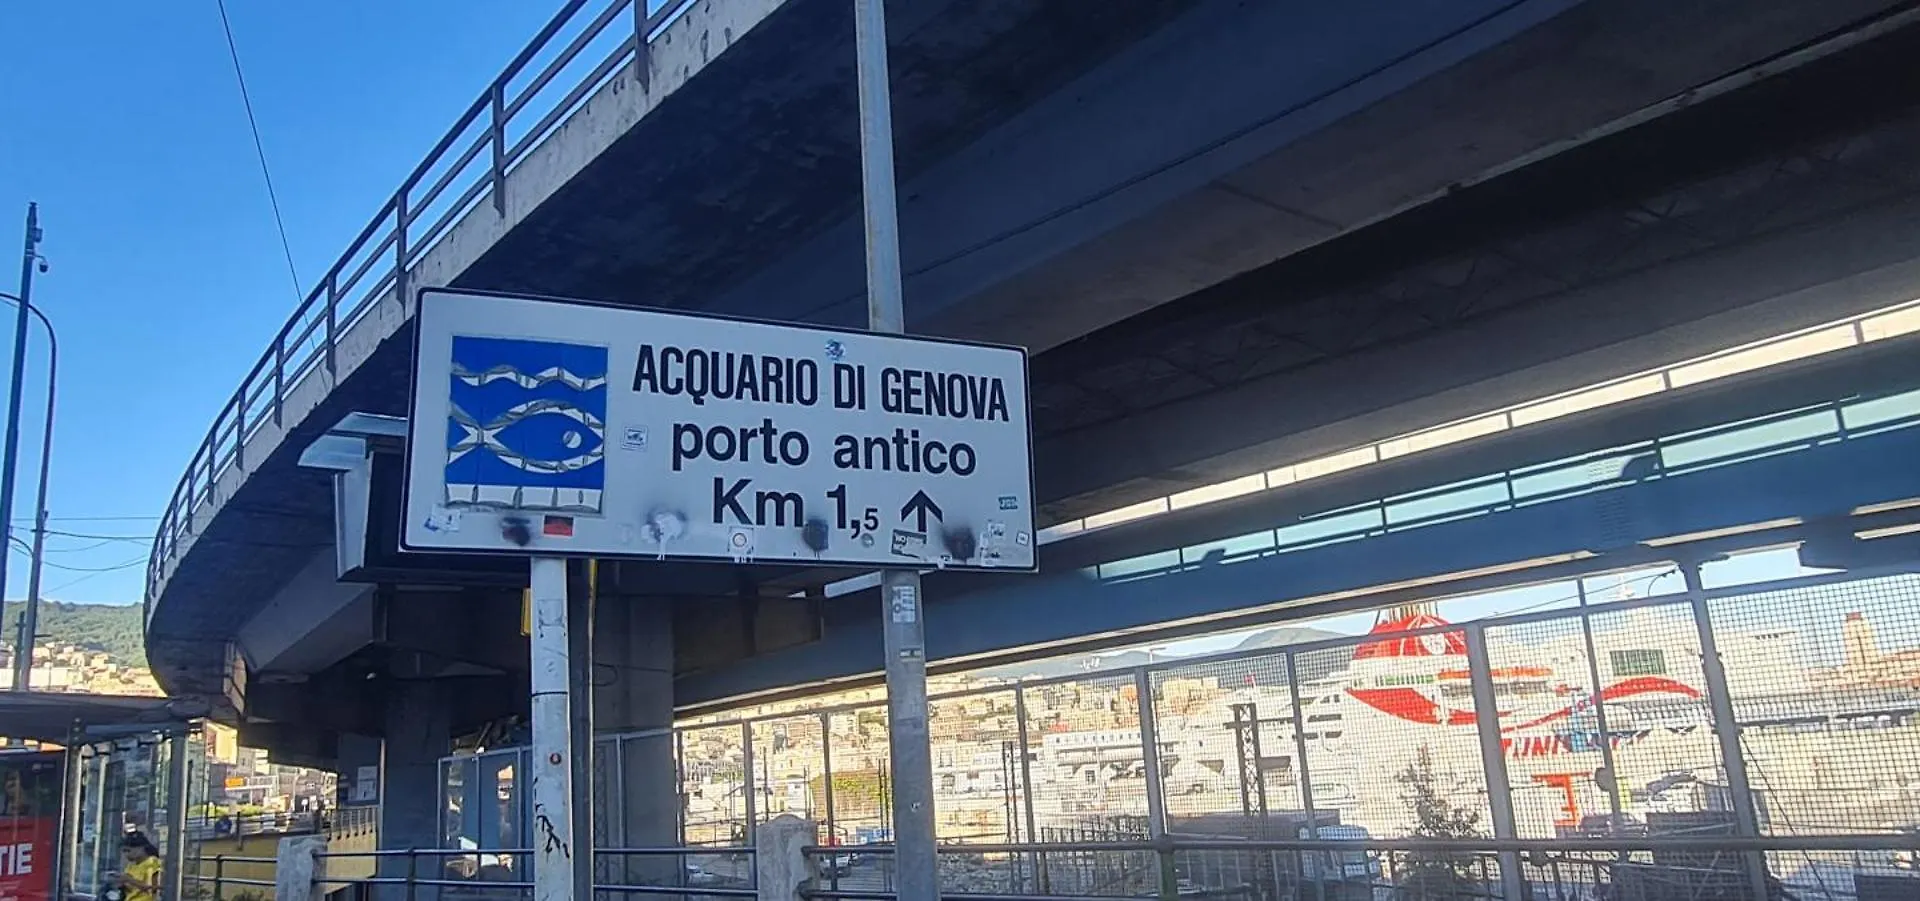 ACQUARIO DI GENOVA
porto antico
Km 1,5
TIE